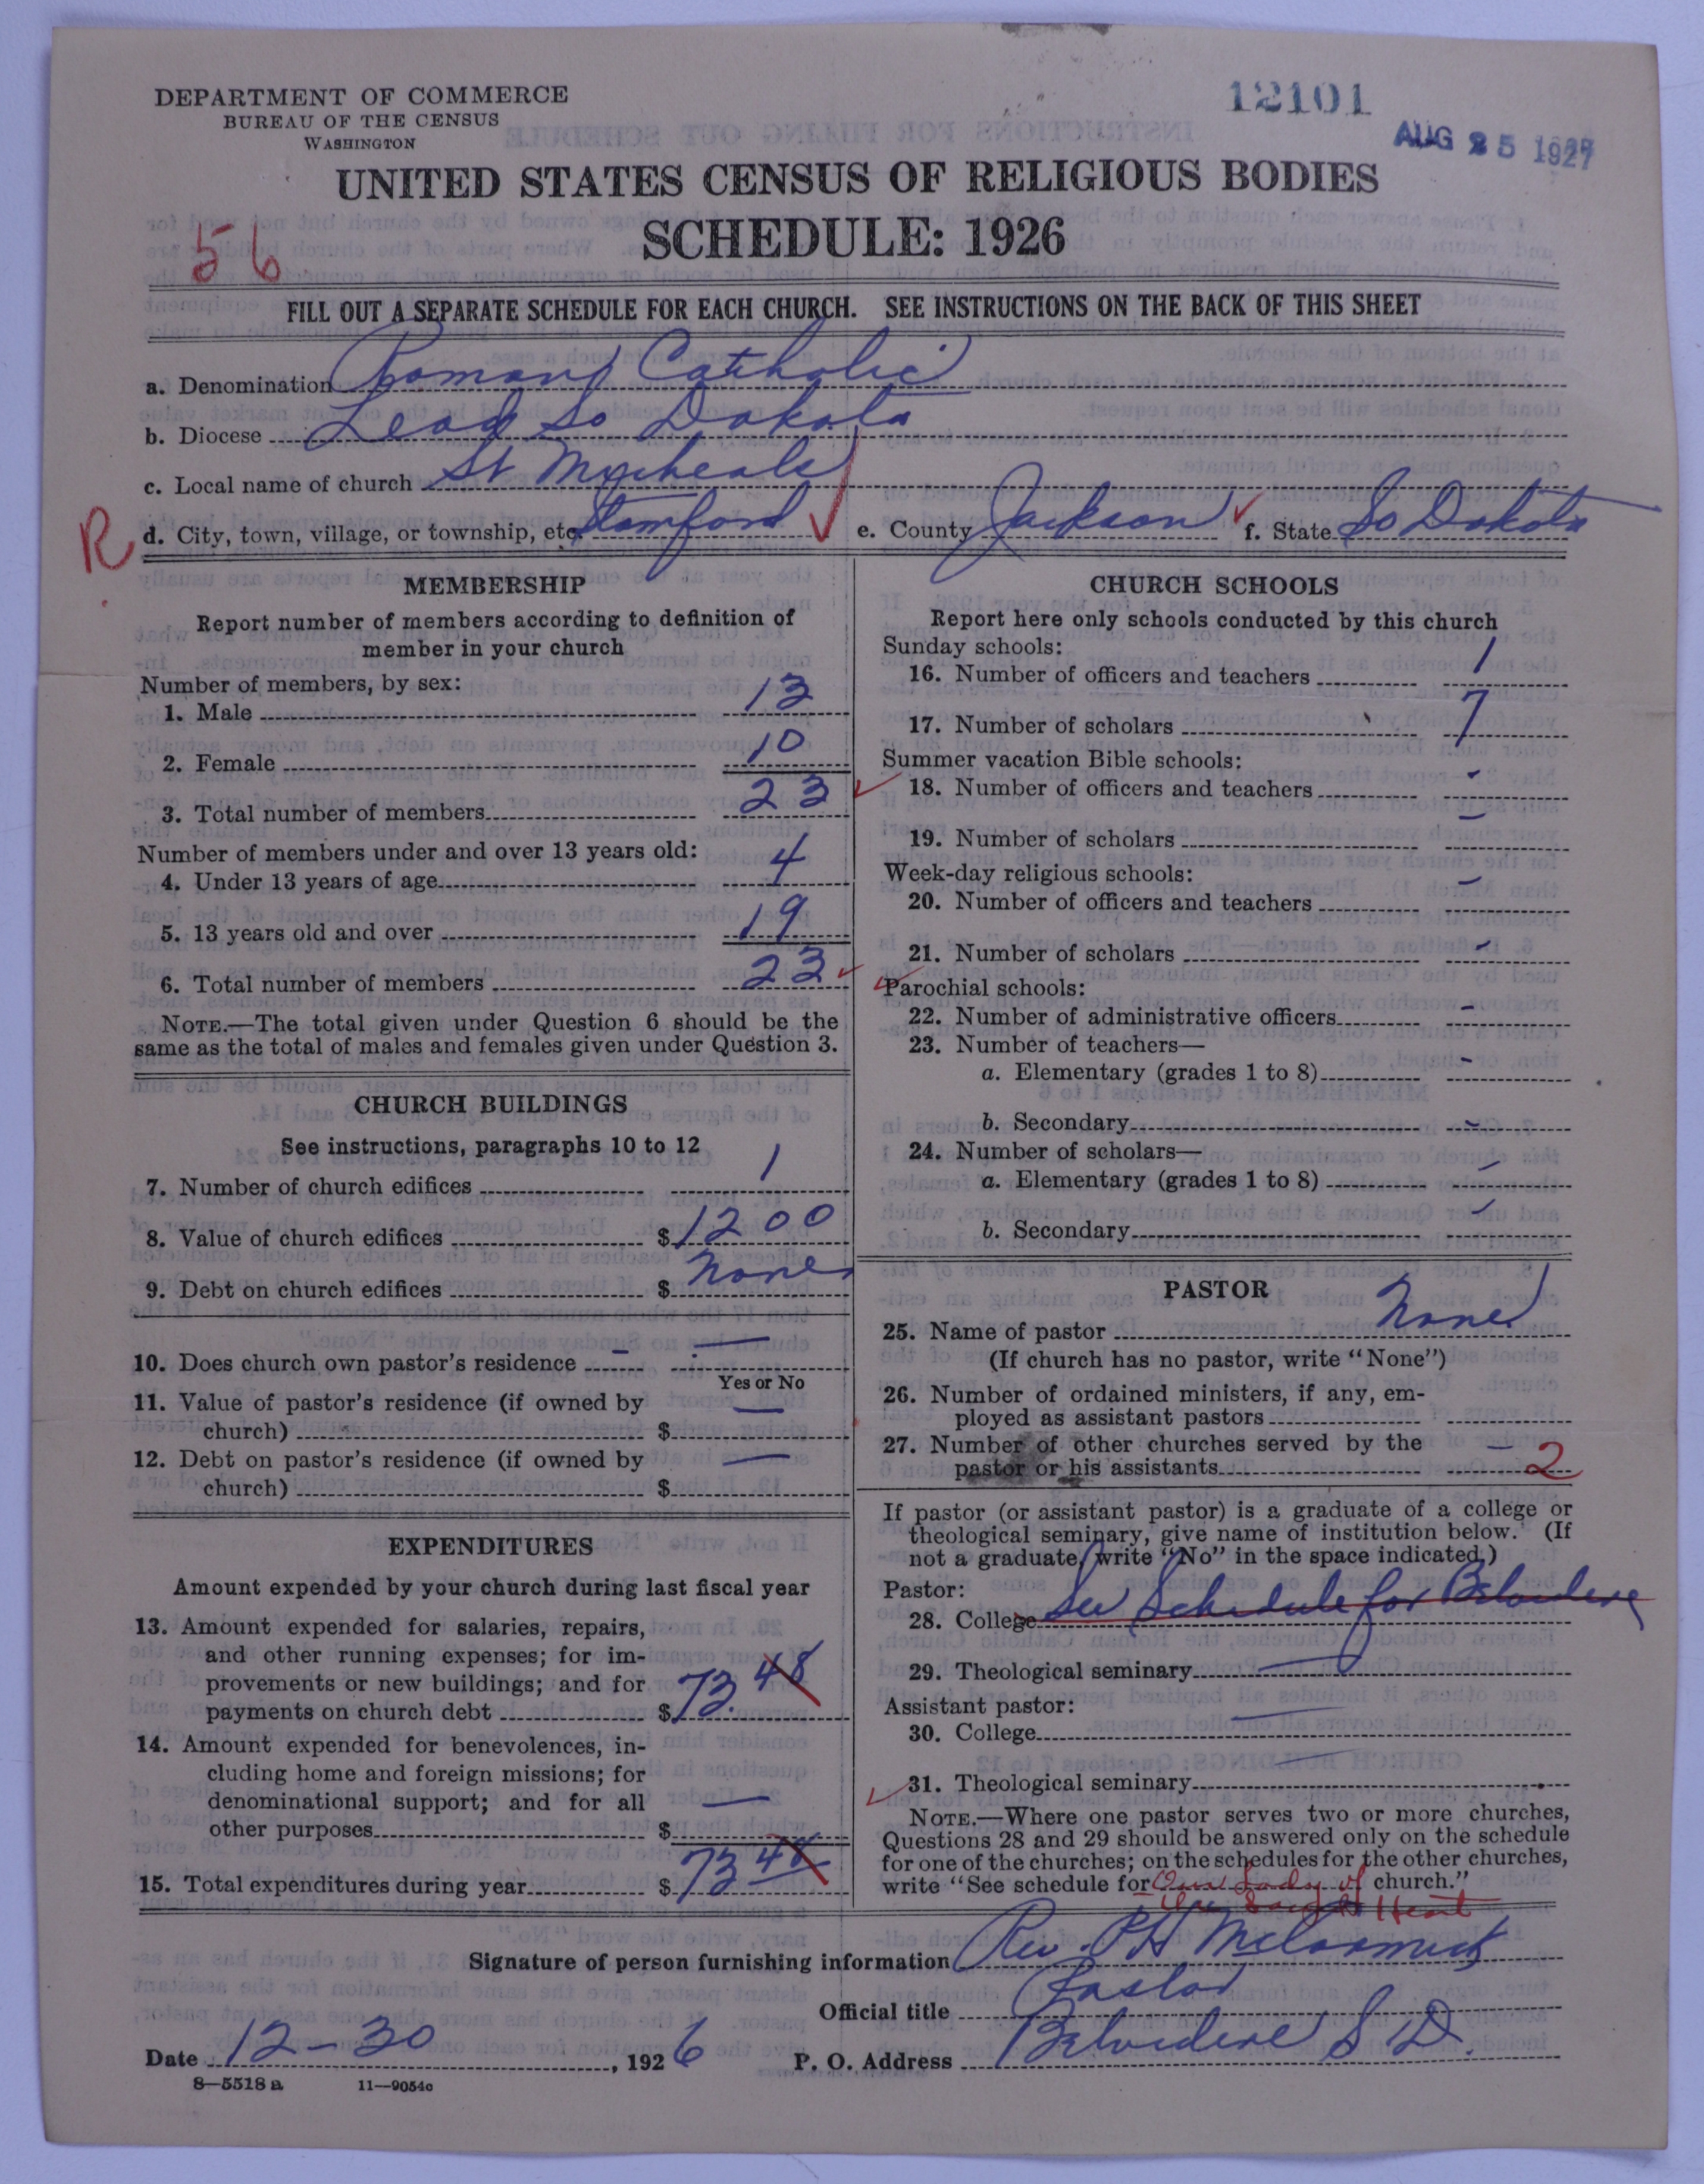 DEPARTMENT OF COMMERCE
BUREAU OF THE CENSUS
WASHINGTON
12101
AUG 25 1927
UNITED STATES CENSUS OF RELIGIOUS BODIES
SCHEDULE: 1926
56
FILL OUT A SEPARATE SCHEDULE FOR EACH CHURCH. SEE INSTRUCTIONS ON THE BACK OF THIS SHEET
a. Denomination Roman Catholic
b. Diocese Lead So Dakota
c. Local name of church St Micheals
R
d. City, town, village, or township, etc. Stamford e. County Jackson f. State So Dakota
MEMBERSHIP
Report number of members according to definition of
member in your church
Number of members, by sex:
1. Male 13
2. Female 10
3. Total number of members 23
Number of members under and over 13 years old:
4. Under 13 years of age 4
5. 13 years old and over 19
6. Total number of members 23
NOTE.—The total given under Question 6 should be the
same as the total of males and females given under Question 3.
CHURCH BUILDINGS
See instructions, paragraphs 10 to 12
7. Number of church edifices 1
8. Value of church edifices $ 1200
9. Debt on church edifices $ none
10. Does church own pastor's residence — —
Yes or No
11. Value of pastor's residence (if owned by
church) $ —
12. Debt on pastor's residence (if owned by
church) $ —
EXPENDITURES
Amount expended by your church during last fiscal year
13. Amount expended for salaries, repairs,
and other running expenses; for im-
provements or new buildings; and for
payments on church debt $ 73.48
14. Amount expended for benevolences, in-
cluding home and foreign missions; for
denominational support; and for all
other purposes $ —
15. Total expenditures during year $ 73 48
CHURCH SCHOOLS
Report here only schools conducted by this church
Sunday schools:
16. Number of officers and teachers 1
17. Number of scholars 7
Summer vacation Bible schools:
18. Number of officers and teachers -
19. Number of scholars -
Week-day religious schools:
20. Number of officers and teachers -
21. Number of scholars -
Parochial schools:
22. Number of administrative officers -
23. Number of teachers—
a. Elementary (grades 1 to 8) -
b. Secondary -
24. Number of scholars—
a. Elementary (grades 1 to 8) -
b. Secondary -
PASTOR
25. Name of pastor None
(If church has no pastor, write "None")
26. Number of ordained ministers, if any, em-
ployed as assistant pastors
27. Number of other churches served by the
pastor or his assistants — 2
If pastor (or assistant pastor) is a graduate of a college or
theological seminary, give name of institution below. (If
not a graduate, write "No" in the space indicated.)
Pastor:
28. College See Schedule for Belvidere
29. Theological seminary —
Assistant pastor:
30. College —
31. Theological seminary —
NOTE.—Where one pastor serves two or more churches,
Questions 28 and 29 should be answered only on the schedule
for one of the churches; on the schedules for the other churches,
write "See schedule for Our Lady of church."
Heart
Signature of person furnishing information Rev. P H McCormick
Official title Pastor
Date 12-30, 1926 P. O. Address Belvidere S D.
8—5518 a 11—9054c